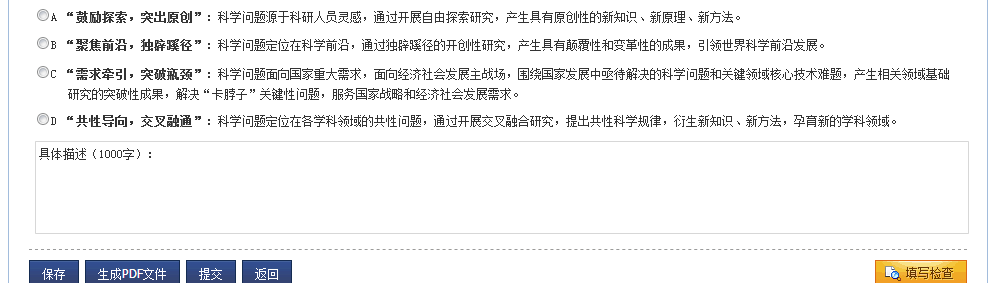 A “鼓励探索，突出原创”：科学问题源于科研人员灵感，通过开展自由探索研究，产生具有原创性的新知识、新原理、新方法。
B “聚焦前沿，独辟蹊径”：科学问题定位在科学前沿，通过独辟蹊径的开创性研究，产生具有颠覆性和变革性的成果，引领世界科学前沿发展。
C “需求牵引，突破瓶颈”：科学问题面向国家重大需求，面向经济社会发展主战场，围绕国家发展中亟待解决的科学问题和关键领域核心技术难题，产生相关领域基础
研究的突破性成果，解决“卡脖子”关键性问题，服务国家战略和经济社会发展需求。
D “共性导向，交叉融通”：科学问题定位在各学科领域的共性问题，通过开展交叉融合研究，提出共性科学规律，衍生新知识、新方法，孕育新的学科领域。
具体描述（1000字）：
保存 生成PDF文件 提交 返回 填写检查